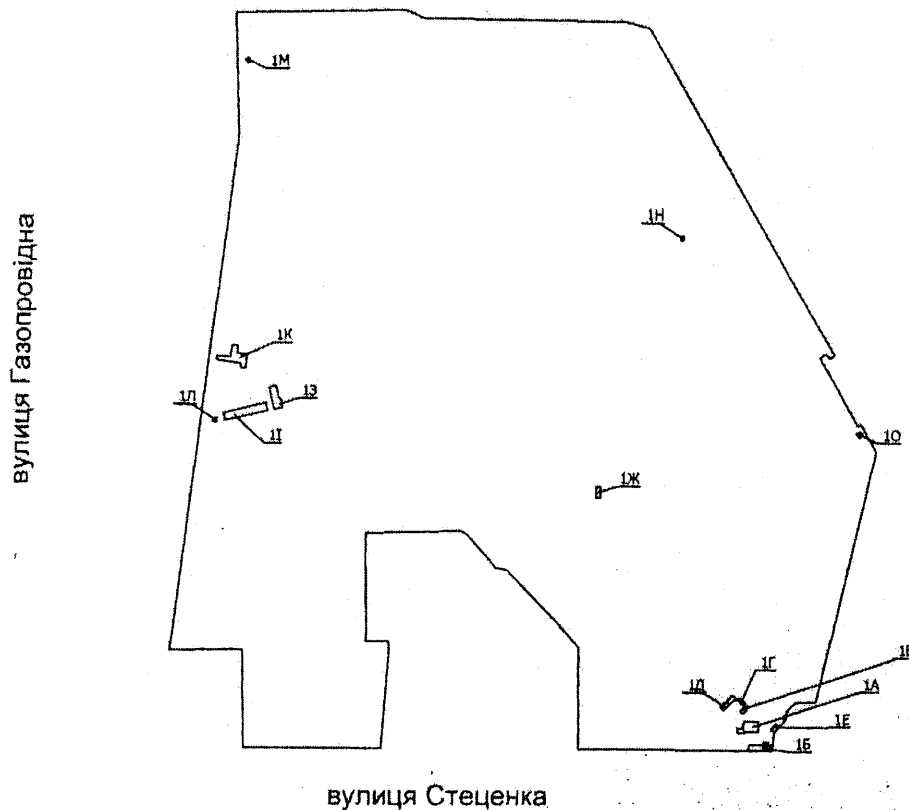 1М
1Н
вулиця Газопровідна
1К
1З
1Л
1І
1О
1Ж
1Г
1Д
1А
1Е
1Б
вулиця Стеценка